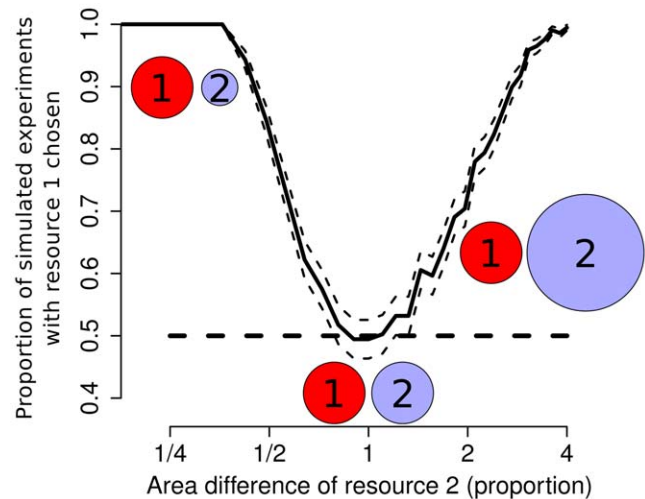 Proportion of simulated experiments
with resource 1 chosen
1.0
0.9
0.8
0.7
0.6
0.5
0.4
1 2
1 2
1 2
1/4 1/2 1 2 4
Area difference of resource 2 (proportion)